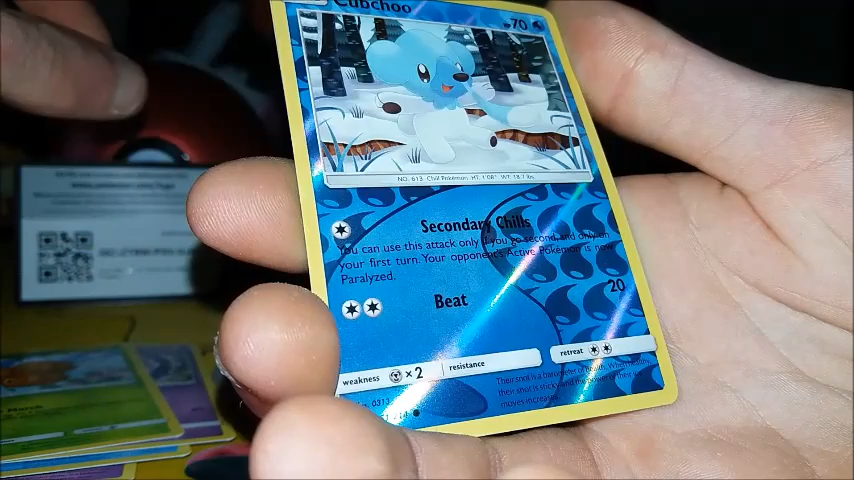 Cubchoo
70
NO. 613 Chill Pokémon HT: 1'08" WT: 18.7 lbs.
Secondary Chills
You can use this attack only if you go second, and only on
your first turn. Your opponent's Active Pokémon is now
Paralyzed.
Beat 20
weakness ×2 resistance retreat
Their snot is a barometer of health. When healthy,
their snot is sticky and the power of their ice
moves increases.
March